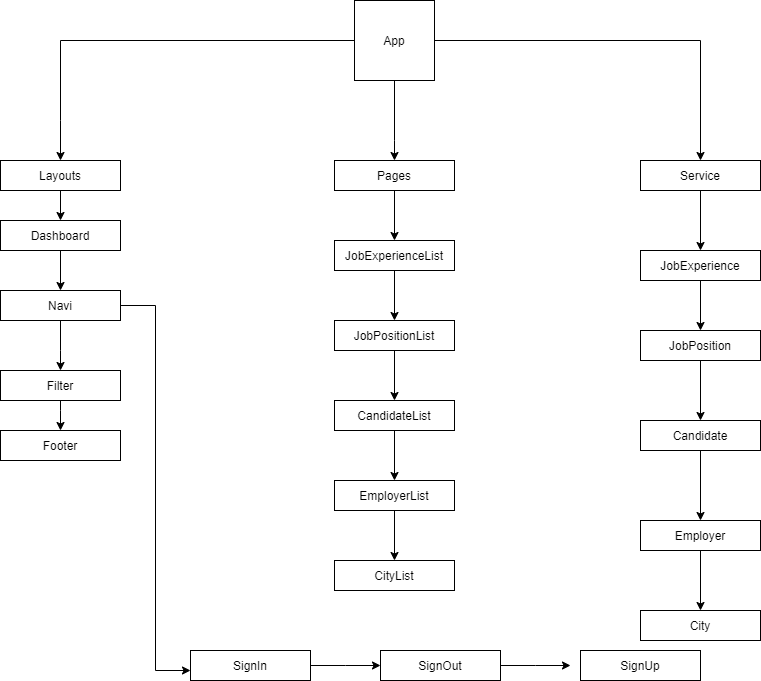 App
Layouts
Pages
Service
Dashboard
JobExperienceList
JobExperience
Navi
JobPositionList
JobPosition
Filter
CandidateList
Candidate
Footer
EmployerList
Employer
CityList
City
SignIn
SignOut
SignUp